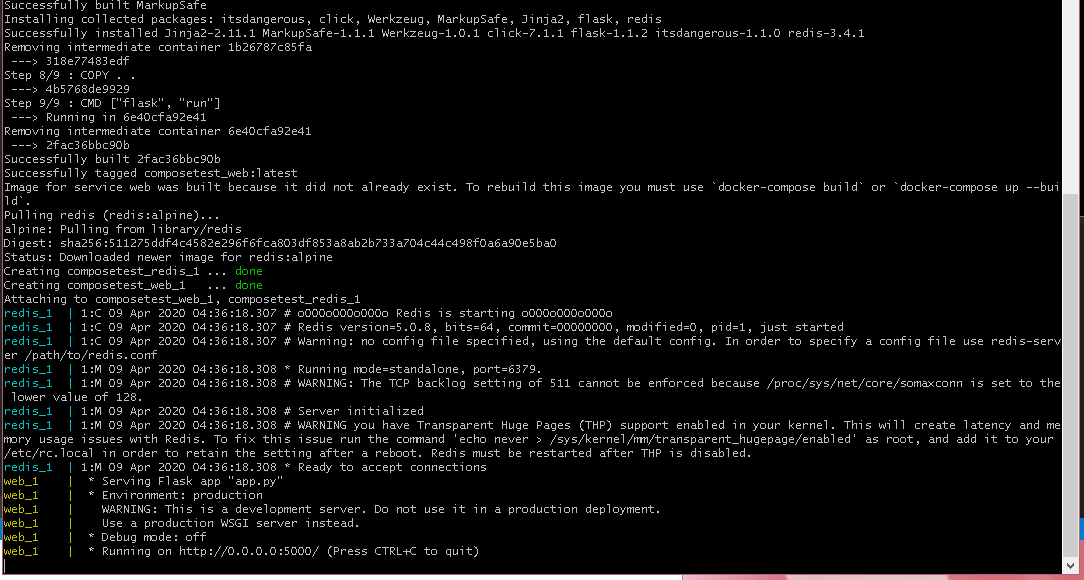 Successfully built MarkupSafe
Installing collected packages: itsdangerous, click, Werkzeug, MarkupSafe, Jinja2, flask, redis
Successfully installed Jinja2-2.11.1 MarkupSafe-1.1.1 Werkzeug-1.0.1 click-7.1.1 flask-1.1.2 itsdangerous-1.1.0 redis-3.4.1
Removing intermediate container 1b26787c85fa
 ---> 318e77483edf
Step 8/9 : COPY . .
 ---> 4b5768de9929
Step 9/9 : CMD ["flask", "run"]
 ---> Running in 6e40cfa92e41
Removing intermediate container 6e40cfa92e41
 ---> 2fac36bbc90b
Successfully built 2fac36bbc90b
Successfully tagged composetest_web:latest
Image for service web was built because it did not already exist. To rebuild this image you must use `docker-compose build` or `docker-compose up --bui
ld`.
Pulling redis (redis:alpine)...
alpine: Pulling from library/redis
Digest: sha256:511275ddf4c4582e296f6fca803df853a8ab2b733a704c44c498f0a6a90e5ba0
Status: Downloaded newer image for redis:alpine
Creating composetest_redis_1 ... done
Creating composetest_web_1   ... done
Attaching to composetest_web_1, composetest_redis_1
redis_1  | 1:C 09 Apr 2020 04:36:18.307 # oO0OoO0OoO0Oo Redis is starting oO0OoO0OoO0Oo
redis_1  | 1:C 09 Apr 2020 04:36:18.307 # Redis version=5.0.8, bits=64, commit=00000000, modified=0, pid=1, just started
redis_1  | 1:C 09 Apr 2020 04:36:18.307 # Warning: no config file specified, using the default config. In order to specify a config file use redis-serv
er /path/to/redis.conf
redis_1  | 1:M 09 Apr 2020 04:36:18.308 * Running mode=standalone, port=6379.
redis_1  | 1:M 09 Apr 2020 04:36:18.308 # WARNING: The TCP backlog setting of 511 cannot be enforced because /proc/sys/net/core/somaxconn is set to the
 lower value of 128.
redis_1  | 1:M 09 Apr 2020 04:36:18.308 # Server initialized
redis_1  | 1:M 09 Apr 2020 04:36:18.308 # WARNING you have Transparent Huge Pages (THP) support enabled in your kernel. This will create latency and me
mory usage issues with Redis. To fix this issue run the command 'echo never > /sys/kernel/mm/transparent_hugepage/enabled' as root, and add it to your 
/etc/rc.local in order to retain the setting after a reboot. Redis must be restarted after THP is disabled.
redis_1  | 1:M 09 Apr 2020 04:36:18.308 * Ready to accept connections
web_1    |  * Serving Flask app "app.py"
web_1    |  * Environment: production
web_1    |    WARNING: This is a development server. Do not use it in a production deployment.
web_1    |    Use a production WSGI server instead.
web_1    |  * Debug mode: off
web_1    |  * Running on http://0.0.0.0:5000/ (Press CTRL+C to quit)